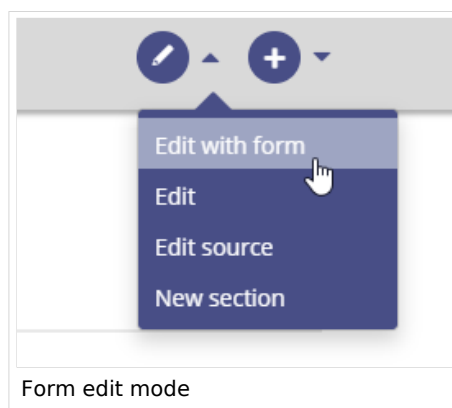 Edit with form
Edit
Edit source
New section
Form edit mode